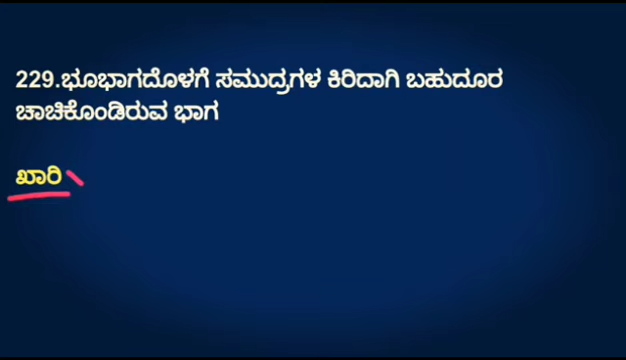 229.ಭೂಭಾಗದೊಳಗೆ ಸಮುದ್ರಗಳ ಕಿರಿದಾಗಿ ಬಹುದೂರ
ಚಾಚಿಕೊಂಡಿರುವ ಭಾಗ
ಖಾರಿ